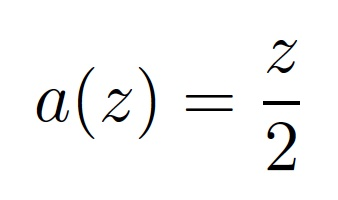 a(z) = z/2